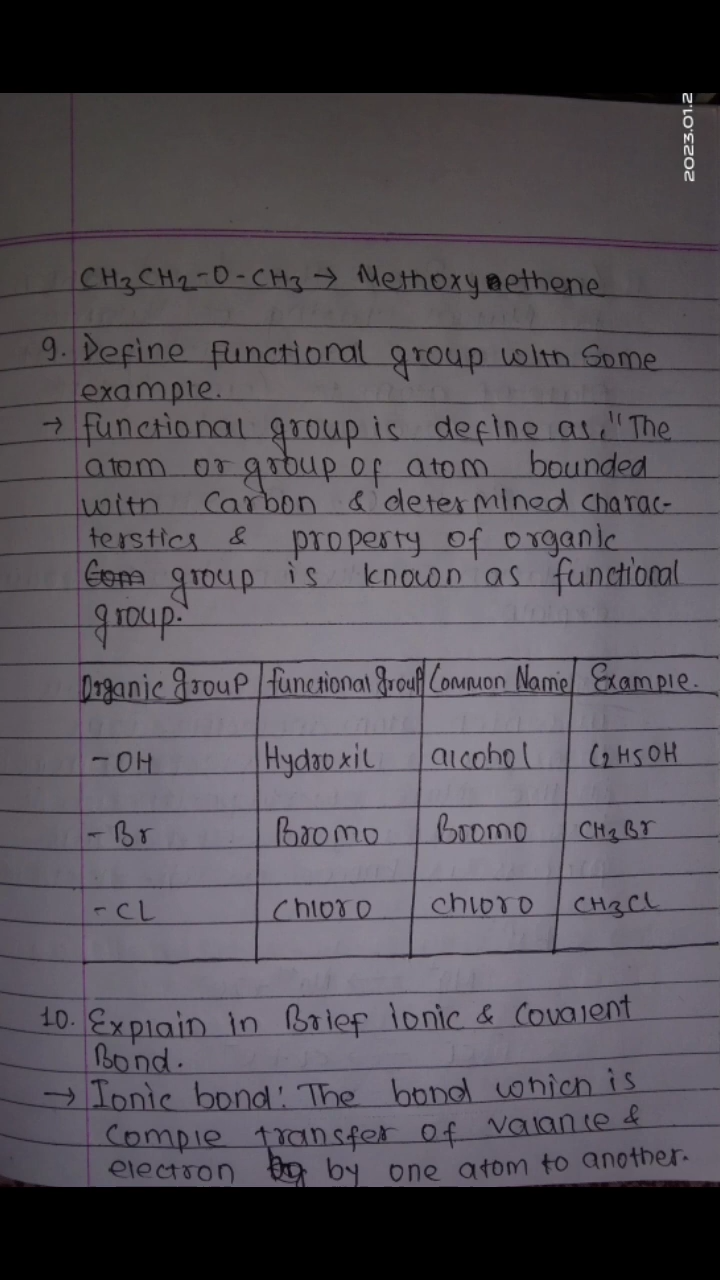 2023.01.2
CH3CH2-O-CH3 → Methoxyethene
9. Define functional group with Some
example.
→ functional group is define as, "The
atom or group of atom bounded
with Carbon & determined charac-
terstics & property of organic
Com group is known as functional
group.
Organic group | functional group | Common Name | Example.
-OH | Hydroxil | alcohol | C2H5OH
-Br | Bromo | Bromo | CH3Br
-CL | Chloro | chloro | CH3CL
10. Explain in Brief ionic & Covalent
Bond.
→ Ionic bond: The bond which is
comple transfer of valance &
electron by by one atom to another.